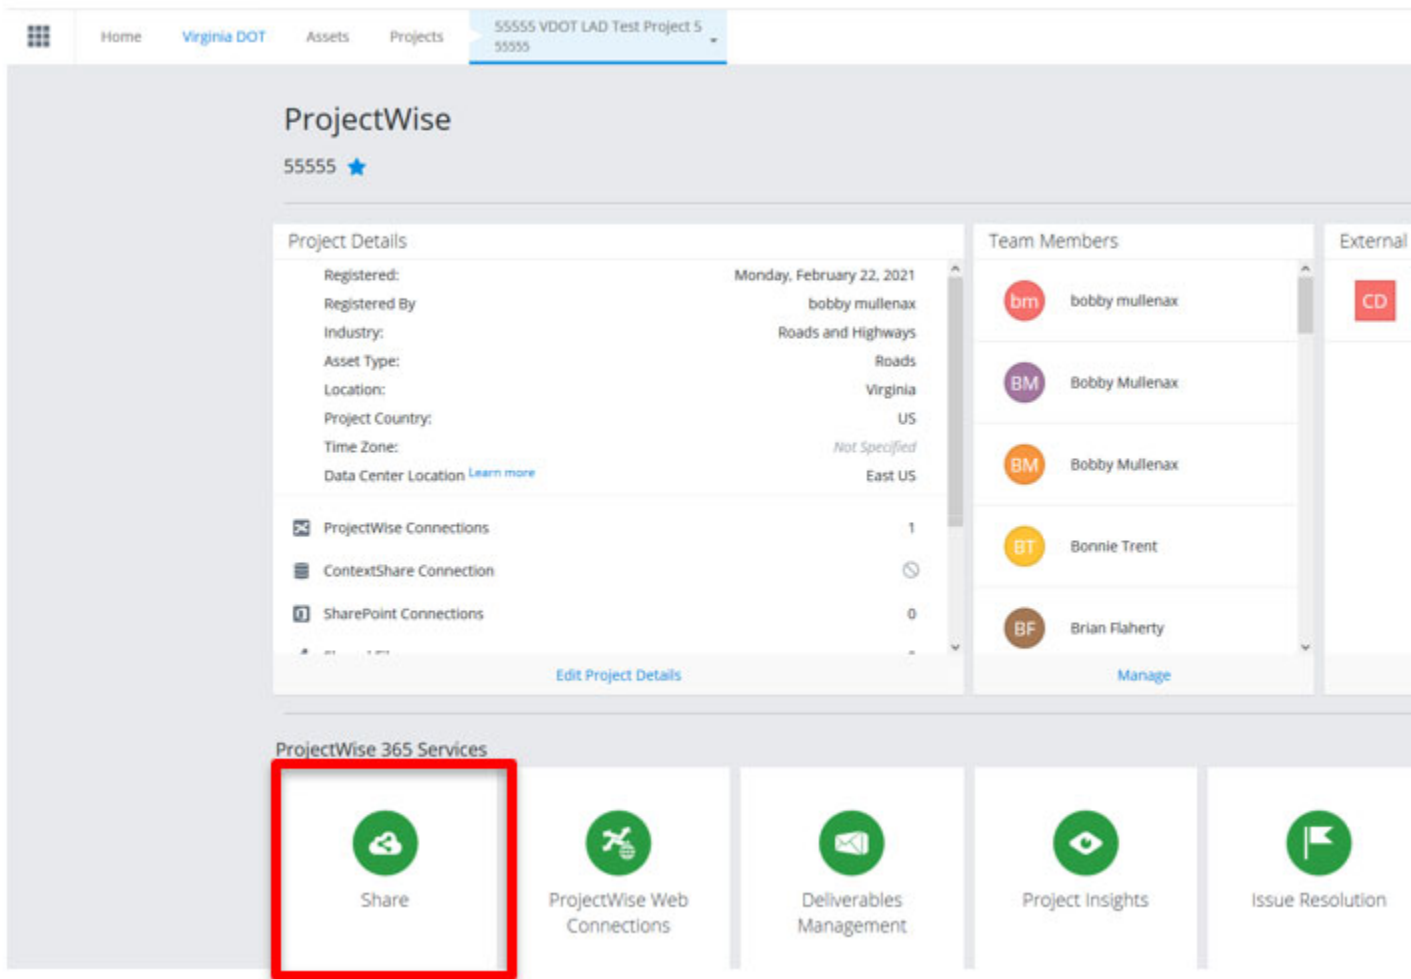 Home Virginia DOT Assets Projects 55555 VDOT LAD Test Project 5
55555
ProjectWise
55555
Project Details
Registered: Monday, February 22, 2021
Registered By bobby mullenax
Industry: Roads and Highways
Asset Type: Roads
Location: Virginia
Project Country: US
Time Zone: Not Specified
Data Center Location Learn more East US
ProjectWise Connections 1
ContextShare Connection
SharePoint Connections 0
Edit Project Details
Team Members
bm bobby mullenax
BM Bobby Mullenax
BM Bobby Mullenax
BT Bonnie Trent
BF Brian Flaherty
Manage
External
CD
ProjectWise 365 Services
Share
ProjectWise Web
Connections
Deliverables
Management
Project Insights
Issue Resolution